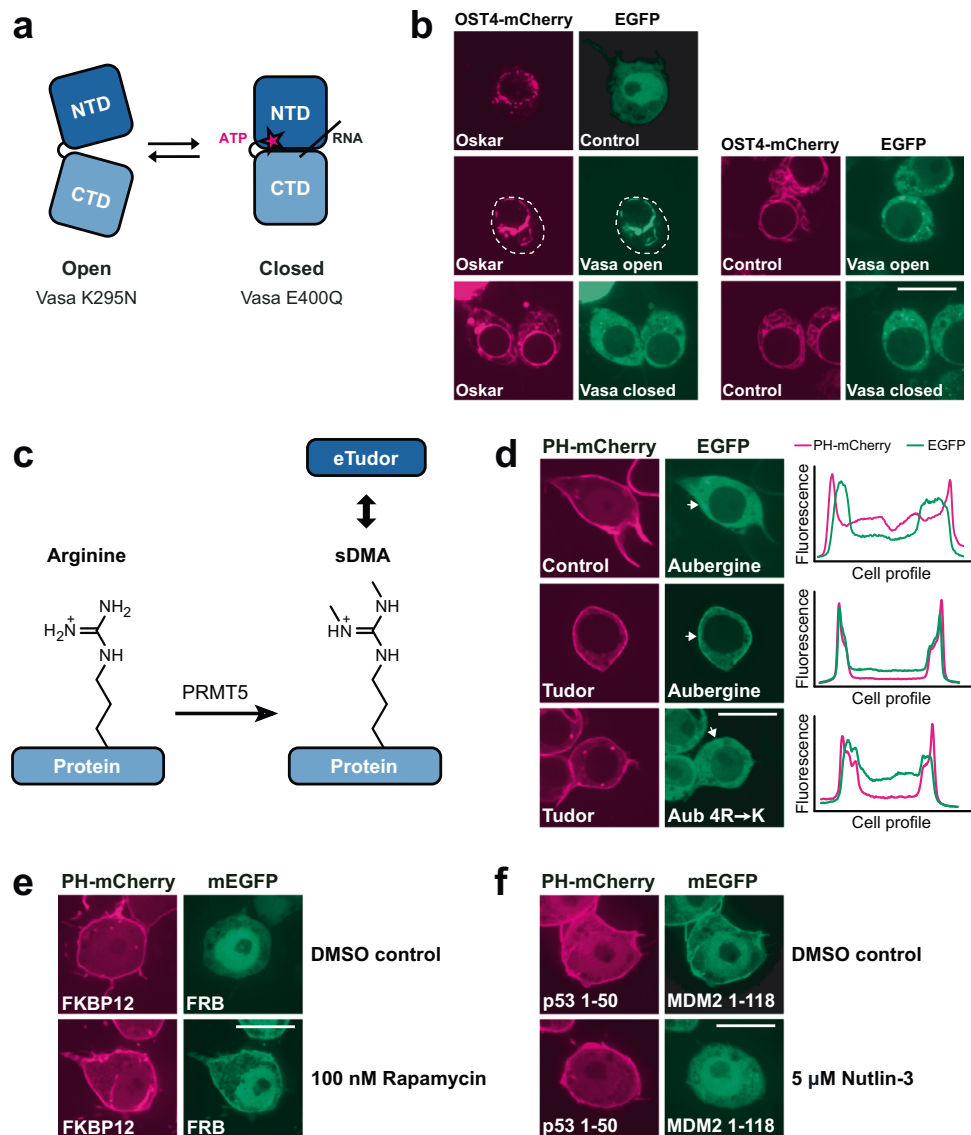 a
NTD
CTD
Open
Vasa K295N
ATP
NTD
RNA
CTD
Closed
Vasa E400Q
b
OST4-mCherry EGFP
Oskar Control
Oskar Vasa open
Oskar Vasa closed
OST4-mCherry EGFP
Control Vasa open
Control Vasa closed
c
eTudor
Arginine sDMA
NH2
H2N+
NH
PRMT5
Protein
NH
HN+
NH
Protein
d
PH-mCherry EGFP
PH-mCherry EGFP
Control Aubergine
Fluorescence
Cell profile
Tudor Aubergine
Fluorescence
Cell profile
Tudor Aub 4R→K
Fluorescence
Cell profile
e
PH-mCherry mEGFP
FKBP12 FRB
DMSO control
FKBP12 FRB
100 nM Rapamycin
f
PH-mCherry mEGFP
p53 1-50 MDM2 1-118
DMSO control
p53 1-50 MDM2 1-118
5 µM Nutlin-3